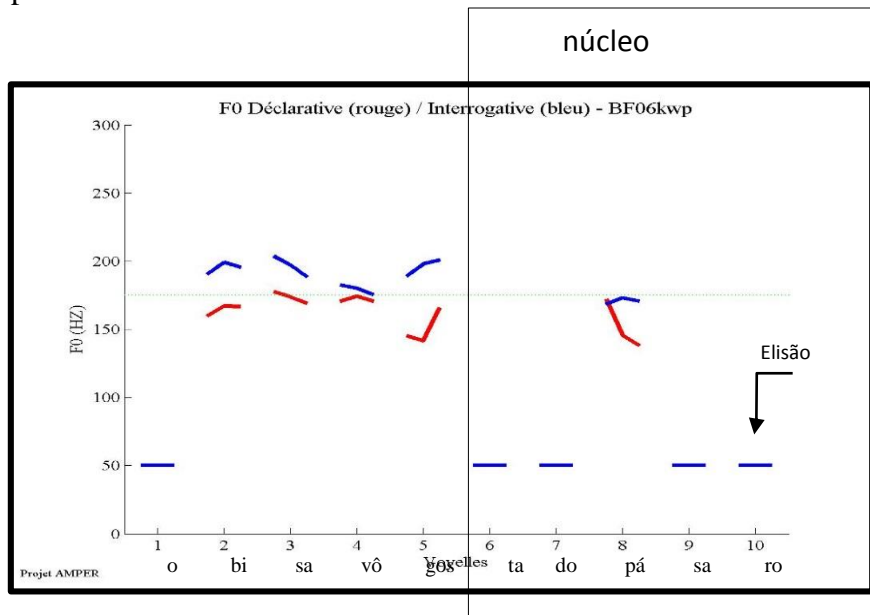 núcleo
F0 Déclarative (rouge) / Interrogative (bleu) - BF06kwp
300
250
200
150
100
50
0
F0 (HZ)
Elisão
1 2 3 4 5 6 7 8 9 10
Voyelles
o bi sa vô gos ta do pá sa ro
Projet AMPER